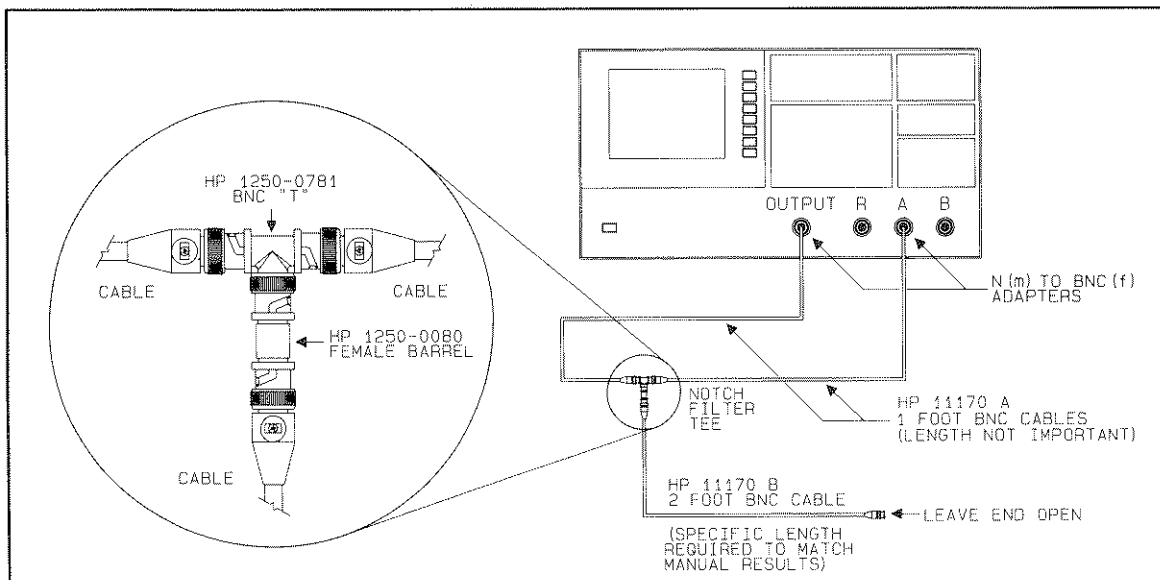 HP 1250-0781
BNC "T"
CABLE
CABLE
HP 1250-0080
FEMALE BARREL
CABLE
OUTPUT R A B
N(m) TO BNC(f)
ADAPTERS
NOTCH
FILTER
TEE
HP 11170 A
1 FOOT BNC CABLES
(LENGTH NOT IMPORTANT)
HP 11170 B
2 FOOT BNC CABLE
LEAVE END OPEN
(SPECIFIC LENGTH
REQUIRED TO MATCH
MANUAL RESULTS)